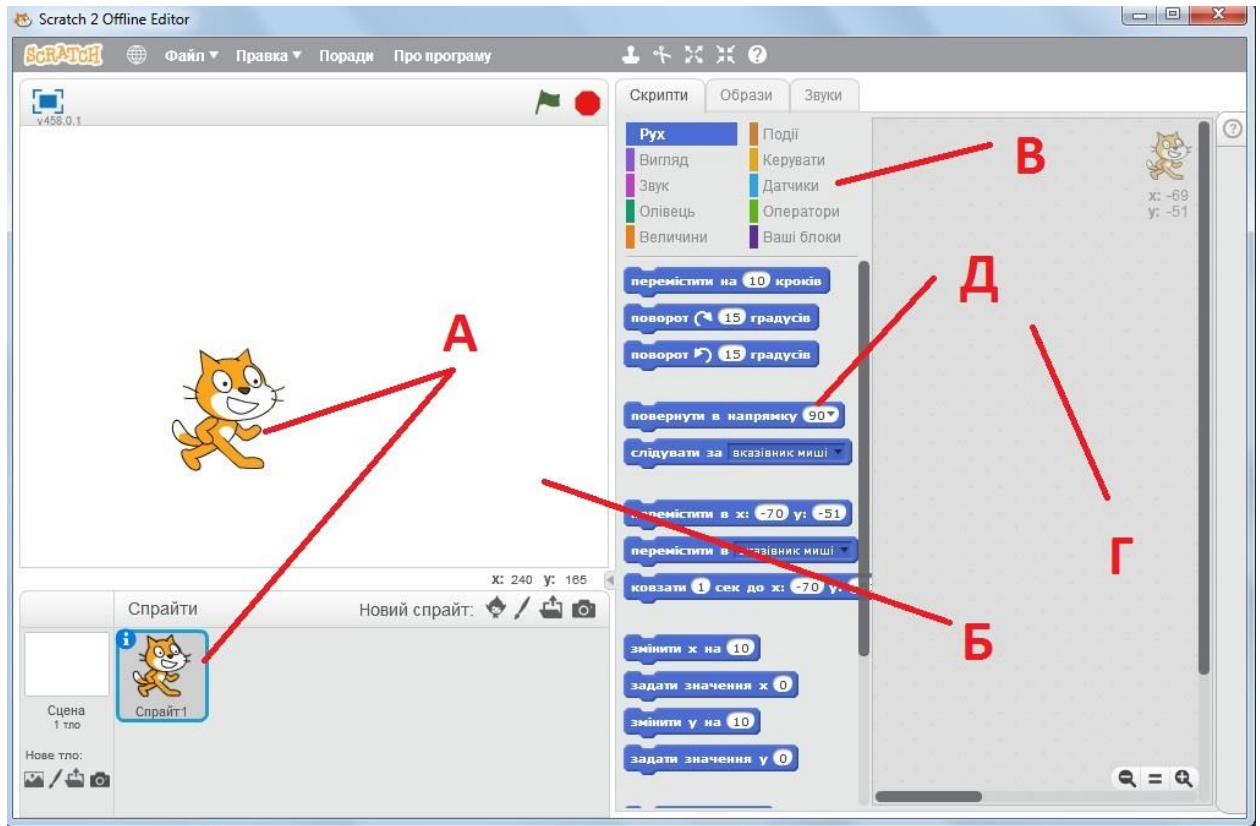 Scratch 2 Offline Editor
SCRATCH Файл Правка Поради Про програму
v458.0.1
Скрипти Образи Звуки
Рух Події
Вигляд Керувати
Звук Датчики
Олівець Оператори
Величини Ваші блоки
перемістити на 10 кроків
поворот 15 градусів
поворот 15 градусів
повернути в напрямку 90
слідувати за вказівник миші
перемістити в x: -70 y: -51
перемістити в вказівник миші
ковзати 1 сек до x: -70 y:
змінити x на 10
задати значення x 0
змінити y на 10
задати значення y 0
x: -69
y: -51
А
В
Д
Г
Б
x: 240 y: 165
Спрайти Новий спрайт:
Сцена
1 тло
Спрайт1
Нове тло: